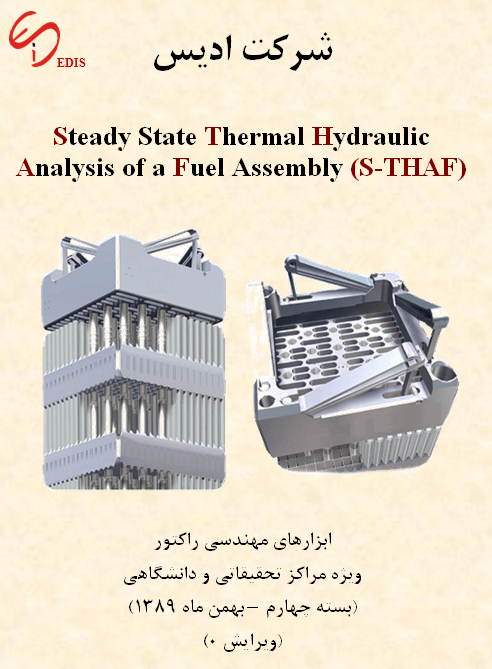 EDIS
شرکت ادیس
Steady State Thermal Hydraulic
Analysis of a Fuel Assembly (S-THAF)
ابزارهای مهندسی راکتور
ویژه مراکز تحقیقاتی و دانشگاهی
(بسته چهارم –بهمن ماه ۱۳۸۹)
(ویرایش ۰)